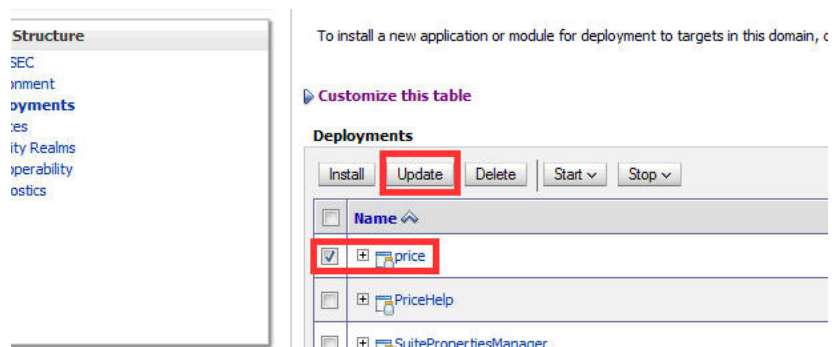 Structure
SEC
onment
oyments
ces
ity Realms
operability
ostics
To install a new application or module for deployment to targets in this domain, c
Customize this table
Deployments
Install Update Delete Start Stop
Name
price
PriceHelp
SuitePropertiesManager